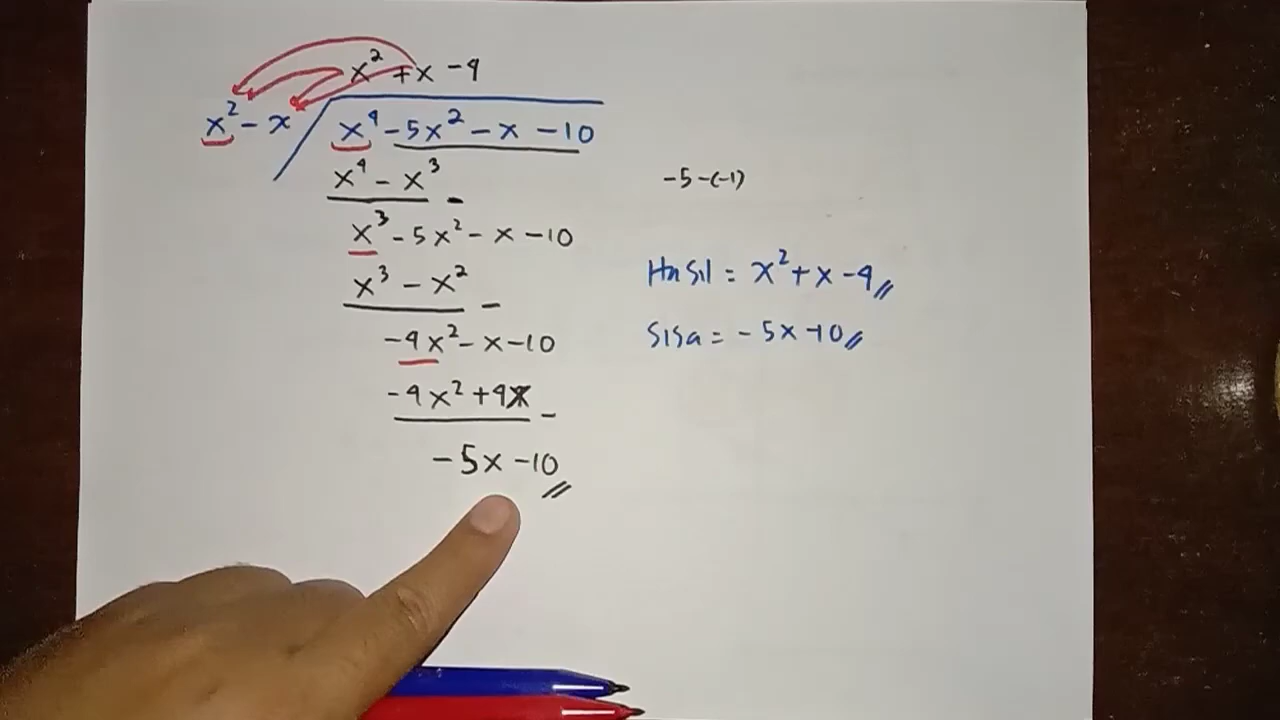 x² + x - 4
x² - x / x⁴ - 5x² - x - 10
x⁴ - x³ -
x³ - 5x² - x - 10
x³ - x² -
-4x² - x - 10
-4x² + 4x -
-5x - 10
-5-(-1)
Hasil = x² + x - 4
Sisa = -5x - 10